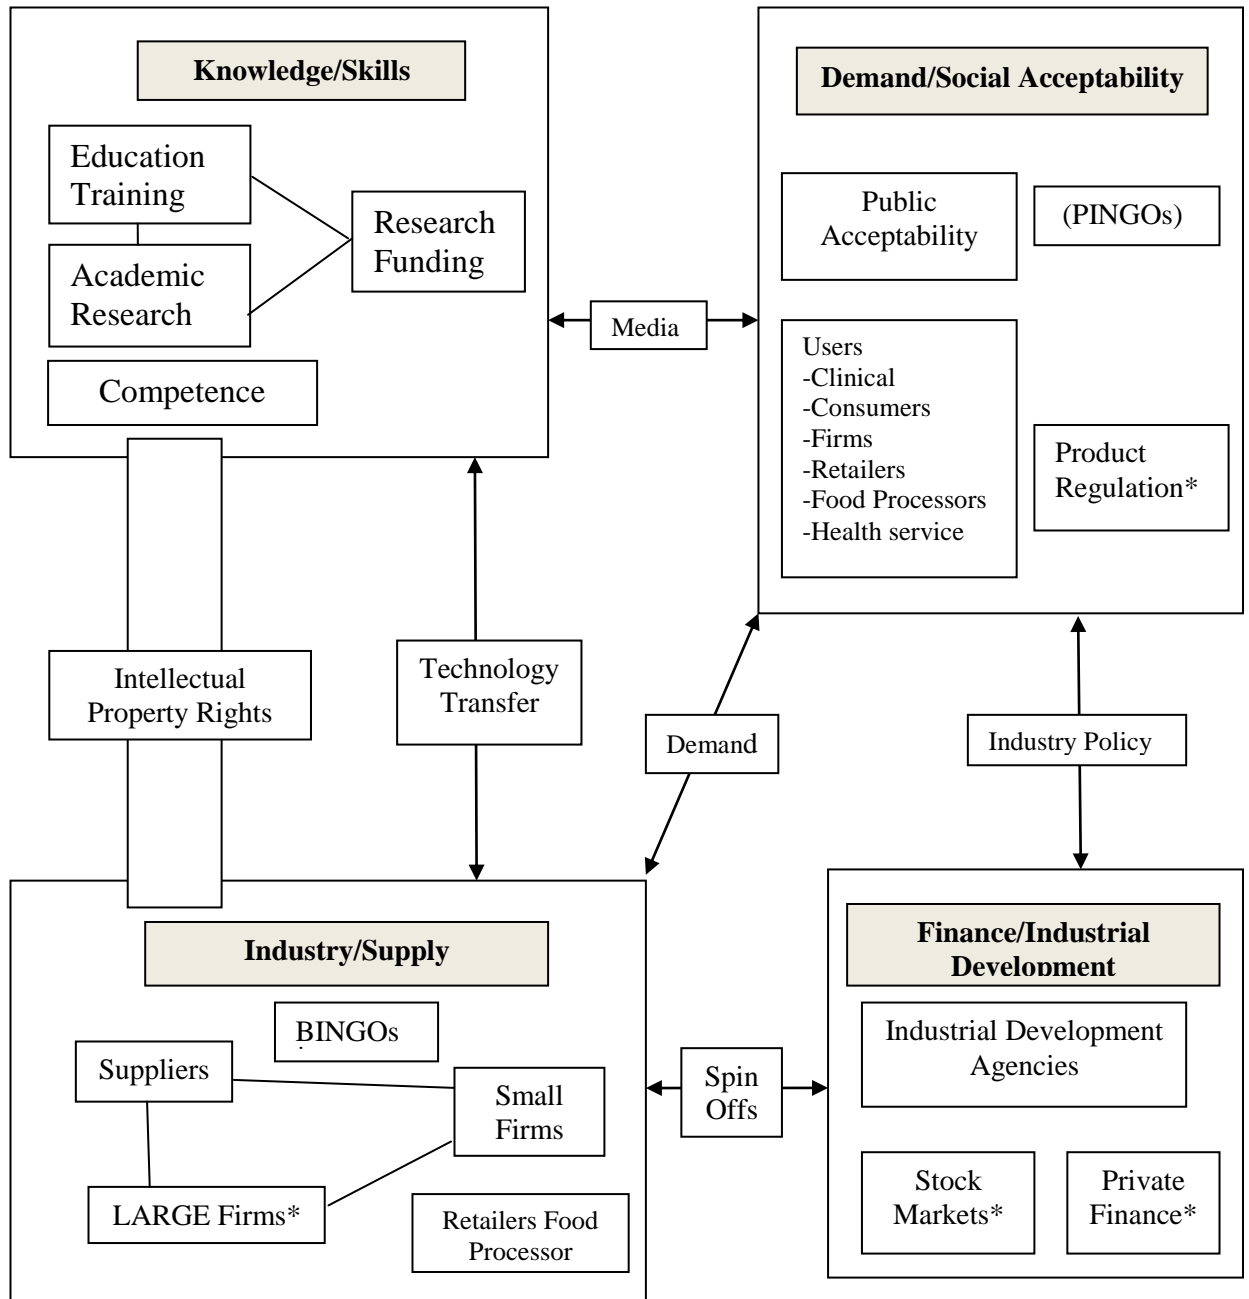 Knowledge/Skills
Education
Training
Research
Funding
Academic
Research
Competence
Media
Demand/Social Acceptability
Public
Acceptability
(PINGOs)
Users
-Clinical
-Consumers
-Firms
-Retailers
-Food Processors
-Health service
Product
Regulation*
Intellectual
Property Rights
Technology
Transfer
Demand
Industry Policy
Industry/Supply
BINGOs
Suppliers
Small
Firms
LARGE Firms*
Retailers Food
Processor
Spin
Offs
Finance/Industrial
Development
Industrial Development
Agencies
Stock
Markets*
Private
Finance*